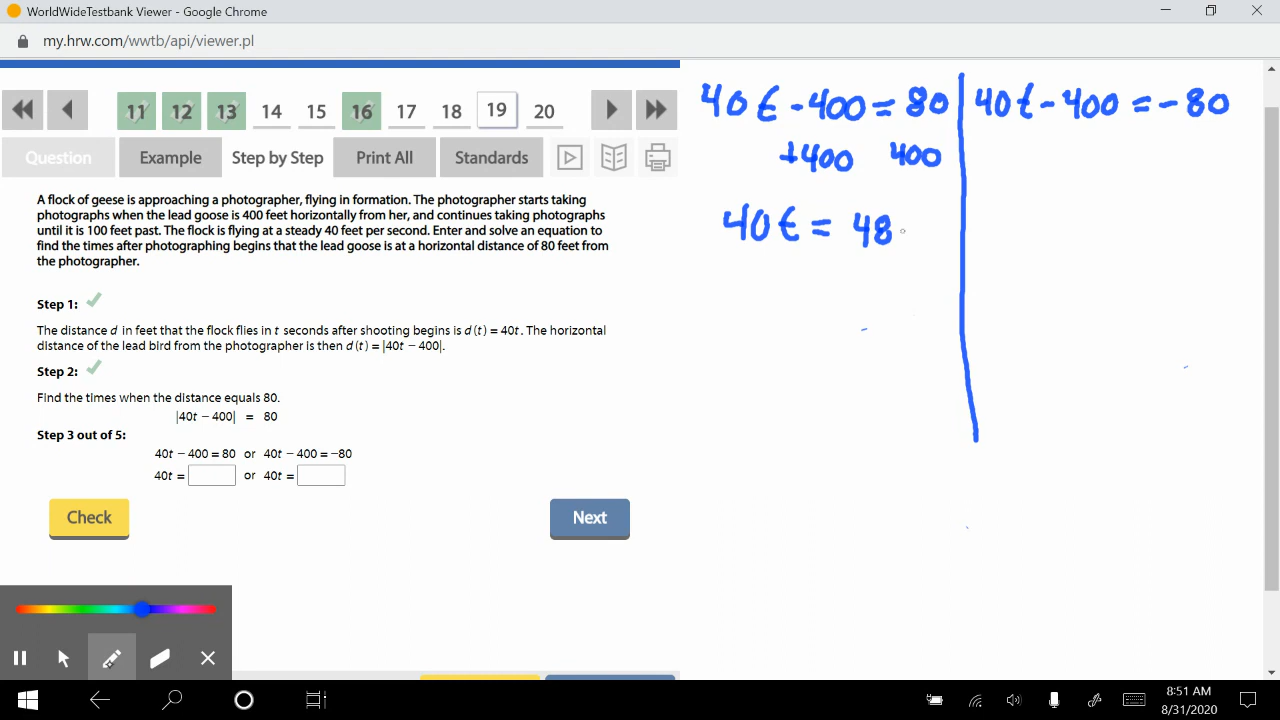 WorldWideTestbank Viewer - Google Chrome
my.hrw.com/wwtb/api/viewer.pl
11 12 13 14 15 16 17 18 19 20
Question Example Step by Step Print All Standards
A flock of geese is approaching a photographer, flying in formation. The photographer starts taking
photographs when the lead goose is 400 feet horizontally from her, and continues taking photographs
until it is 100 feet past. The flock is flying at a steady 40 feet per second. Enter and solve an equation to
find the times after photographing begins that the lead goose is at a horizontal distance of 80 feet from
the photographer.
Step 1:
The distance d in feet that the flock flies in t seconds after shooting begins is d (t) = 40t. The horizontal
distance of the lead bird from the photographer is then d (t) = |40t − 400|.
Step 2:
Find the times when the distance equals 80.
|40t − 400| = 80
Step 3 out of 5:
40t − 400 = 80 or 40t − 400 = −80
40t = or 40t =
Check Next
40t - 400 = 80
+400 400
40t = 48
40t - 400 = - 80
8:51 AM
8/31/2020